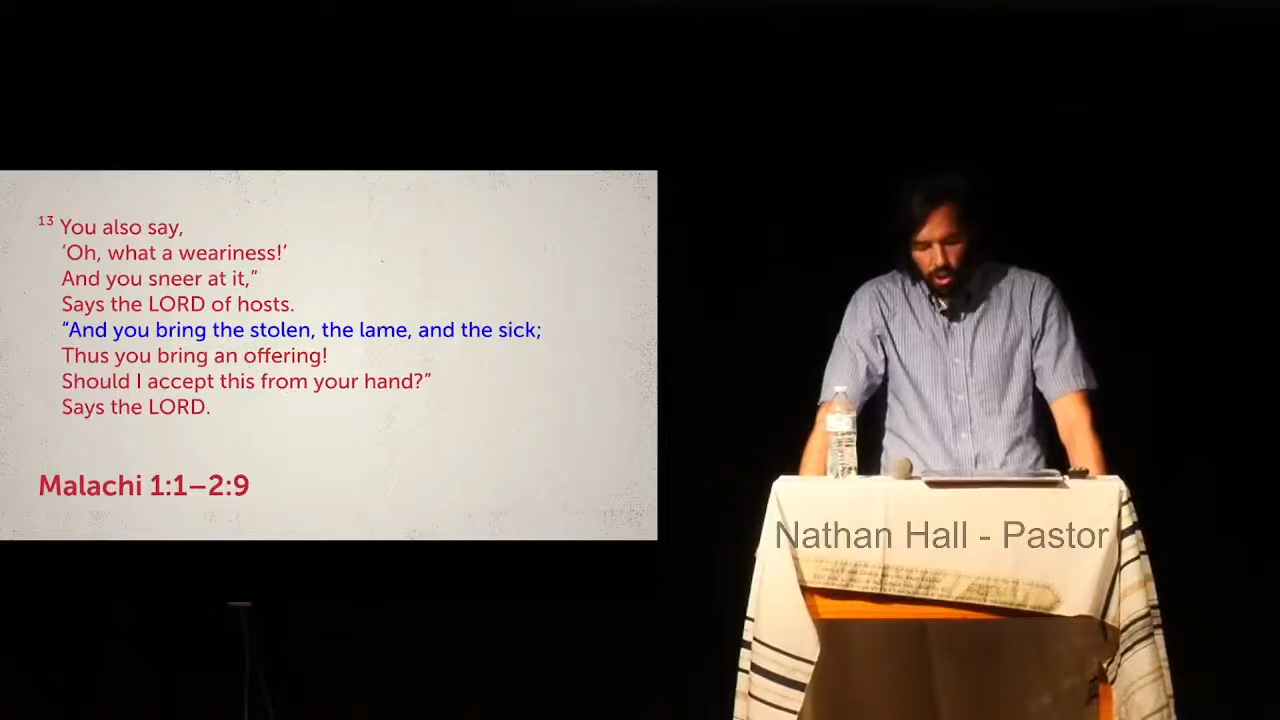 ¹³ You also say,
‘Oh, what a weariness!’
And you sneer at it,”
Says the LORD of hosts.
“And you bring the stolen, the lame, and the sick;
Thus you bring an offering!
Should I accept this from your hand?”
Says the LORD.
Malachi 1:1–2:9
Nathan Hall - Pastor